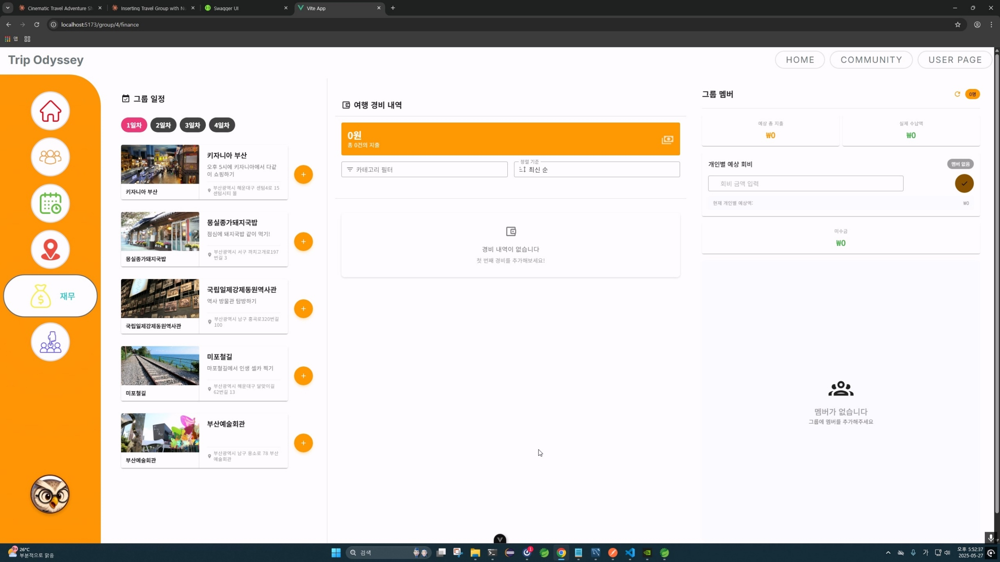 Cinematic Travel Adventure Sh
Inserting Travel Group with Nu
Swagger UI
Vite App
localhost:5173/group/4/finance
앱
Trip Odyssey
HOME
COMMUNITY
USER PAGE
재무
그룹 일정
1일차
2일차
3일차
4일차
키자니아 부산
키자니아 부산
오후 5시에 키자니아에서 다같
이 쇼핑하기
부산광역시 해운대구 센텀4로 15
센텀시티 몰
몽실종가돼지국밥
몽실종가돼지국밥
점심에 돼지국밥 같이 먹기!
부산광역시 서구 까치고개로197
번길 3
국립일제강제동원역사관
국립일제강제동원역사관
역사 방물관 탐방하기
부산광역시 남구 홍곡로320번길
100
미포철길
미포철길
마포철길에서 인생 셀카 찍기
부산광역시 해운대구 달맞이길
62번길 13
부산예술회관
부산예술회관
부산광역시 남구 용소로 78 부산
예술회관
여행 경비 내역
0원
총 0건의 지출
카테고리 필터
정렬 기준
최신 순
경비 내역이 없습니다
첫 번째 경비를 추가해보세요!
그룹 멤버
0명
예상 총 지출
₩0
실제 수납액
₩0
개인별 예상 회비
멤버 없음
회비 금액 입력
현재 개인별 예상액:
₩0
미수금
₩0
멤버가 없습니다
그룹에 멤버를 추가해주세요
9+
26°C
부분적으로 맑음
검색
1
가
오후 5:52:37
2025-05-27